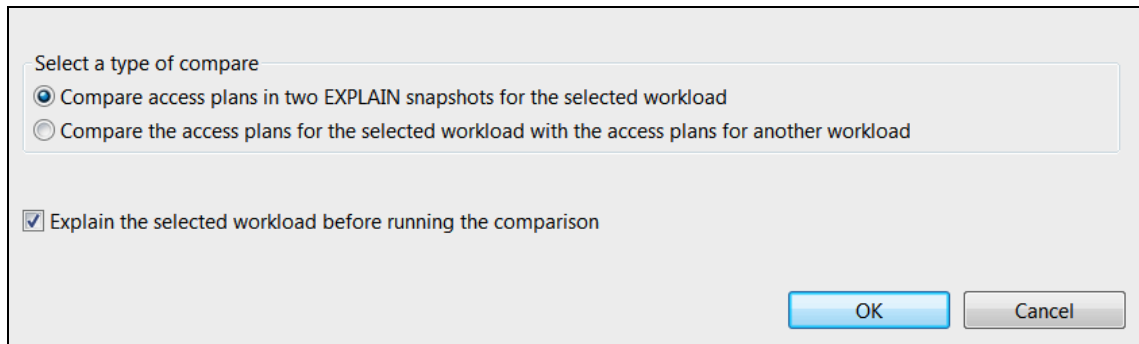 Select a type of compare
Compare access plans in two EXPLAIN snapshots for the selected workload
Compare the access plans for the selected workload with the access plans for another workload
Explain the selected workload before running the comparison
OK
Cancel